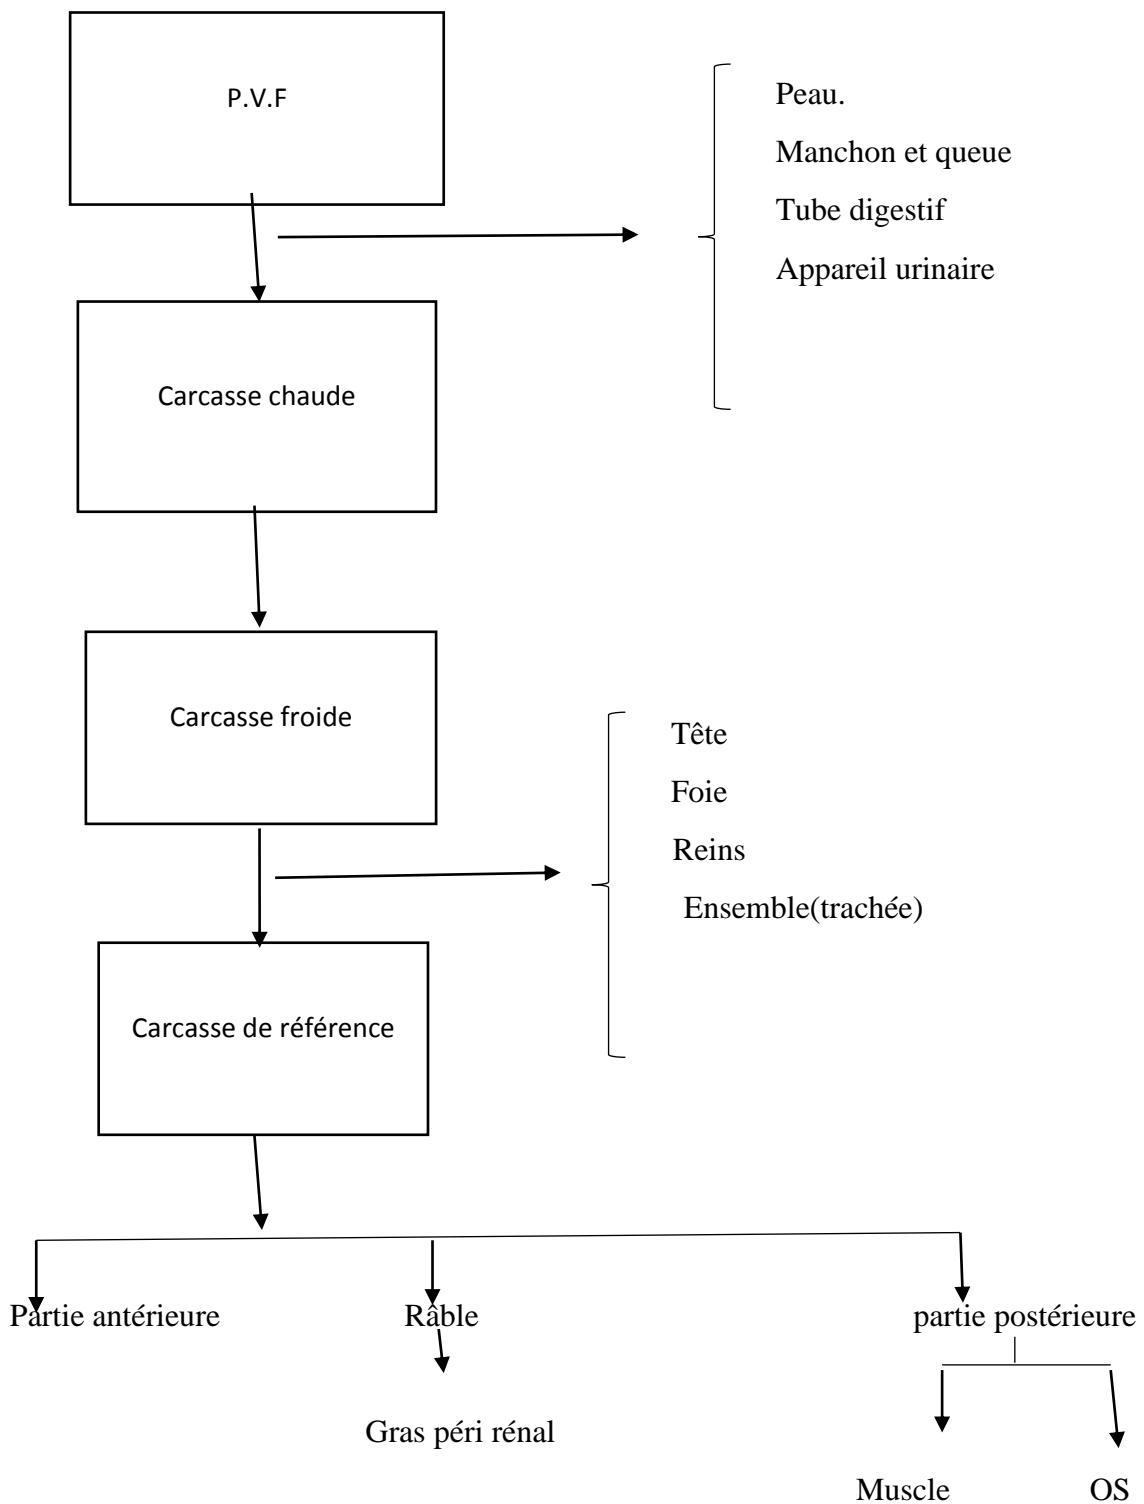 P.V.F
Peau.
Manchon et queue
Tube digestif
Appareil urinaire
Carcasse chaude
Carcasse froide
Tête
Foie
Reins
Ensemble(trachée)
Carcasse de référence
Partie antérieure
Râble
partie postérieure
Gras péri rénal
Muscle
OS